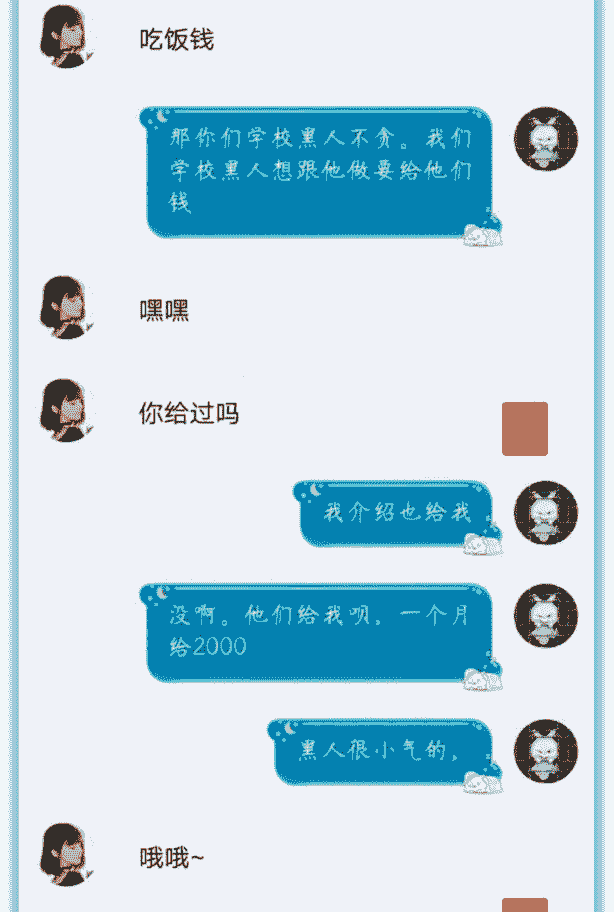 吃饭钱
那你们学校黑人不贪。我们
学校黑人想跟他做要给他们
钱
嘿嘿
你给过吗
我介绍也给我
没啊。他们给我呗，一个月
给2000
黑人很小气的，
哦哦~